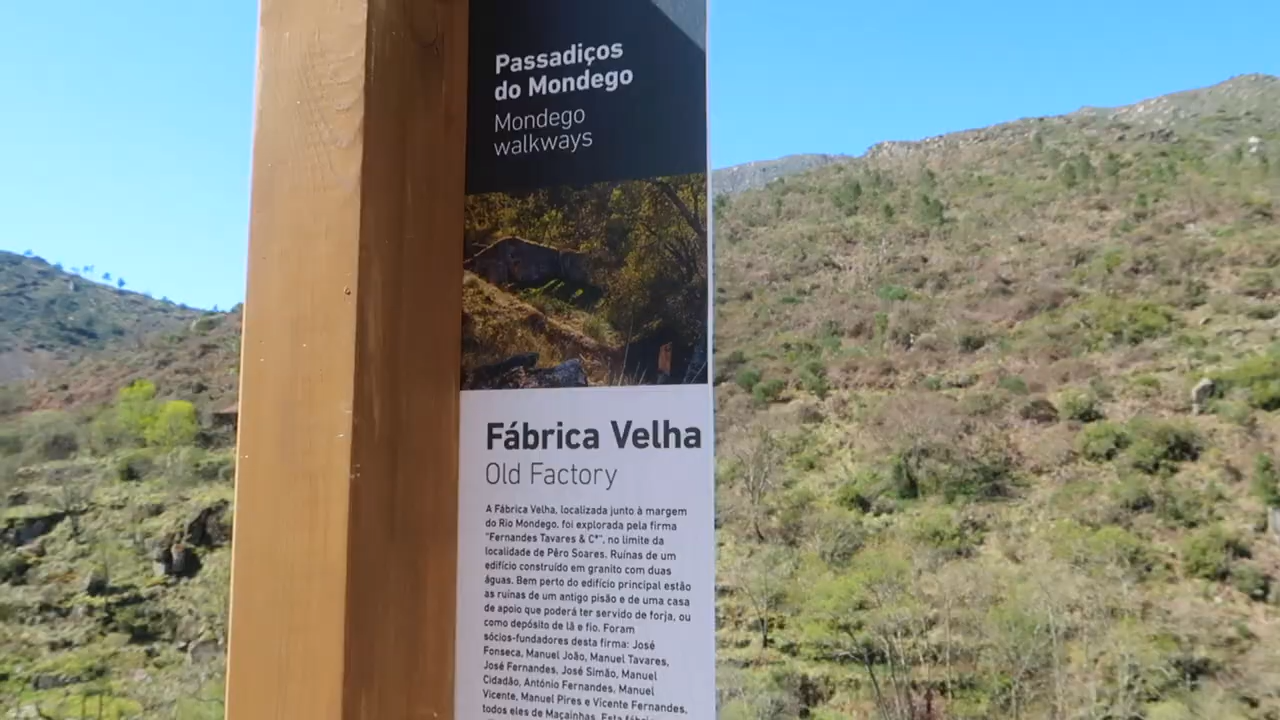 Passadiços
do Mondego
Mondego
walkways
Fábrica Velha
Old Factory
A Fábrica Velha, localizada junto à margem
do Rio Mondego, foi explorada pela firma
"Fernandes Tavares & Cª", no limite da
localidade de Pêro Soares. Ruínas de um
edifício construído em granito com duas
águas. Bem perto do edifício principal estão
as ruínas de um antigo pisão e de uma casa
de apoio que poderá ter servido de forja, ou
como depósito de lã e fio. Foram
sócios-fundadores desta firma: José
Fonseca, Manuel João, Manuel Tavares,
José Fernandes, José Simão, Manuel
Cidadão, António Fernandes, Manuel
Vicente, Manuel Pires e Vicente Fernandes,
todos eles de Maçainhas. Esta